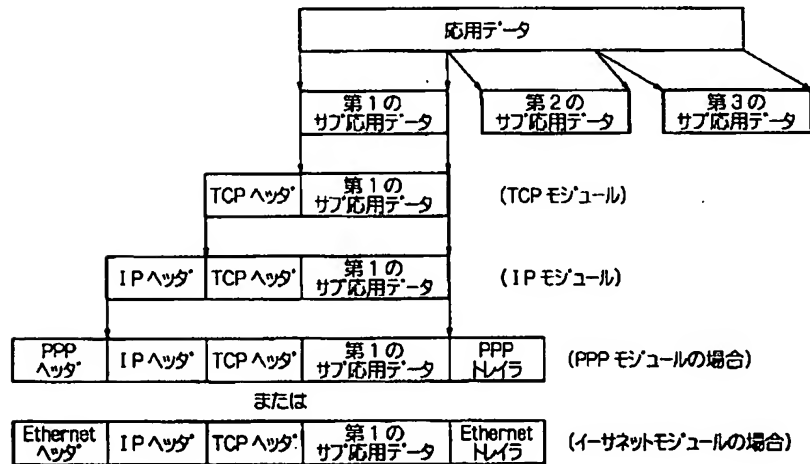 応用データ
第1の 第2の 第3の
サブ応用データ サブ応用データ サブ応用データ
TCPヘッダ 第1の サブ応用データ (TCPモジュール)
IPヘッダ TCPヘッダ 第1の サブ応用データ (IPモジュール)
PPP ヘッダ IPヘッダ TCPヘッダ 第1の サブ応用データ PPP トレイラ (PPPモジュールの場合)
または
Ethernet ヘッダ IPヘッダ TCPヘッダ 第1の サブ応用データ Ethernet トレイラ (イーサネットモジュールの場合)